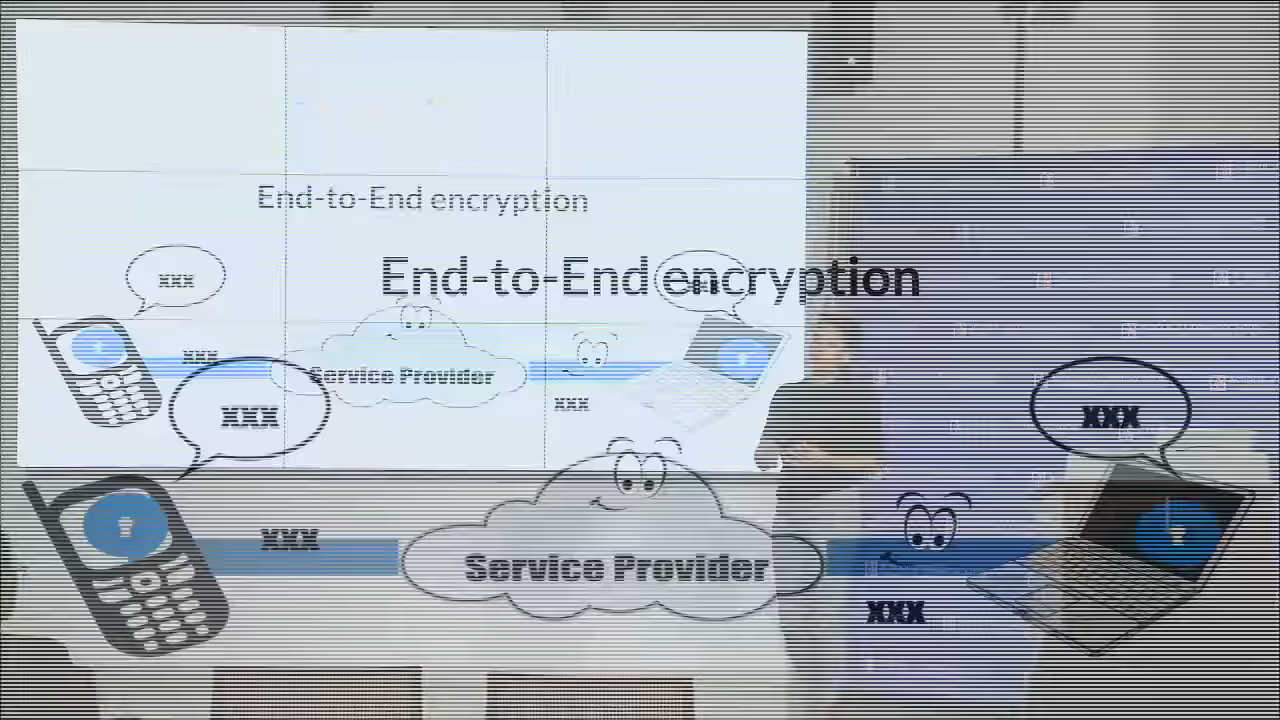 End-to-End encryption
End-to-End encryption
XXX
XXX
XXX
Service Provider
XXX
XXX
XXX
XXX
Service Provider
XXX